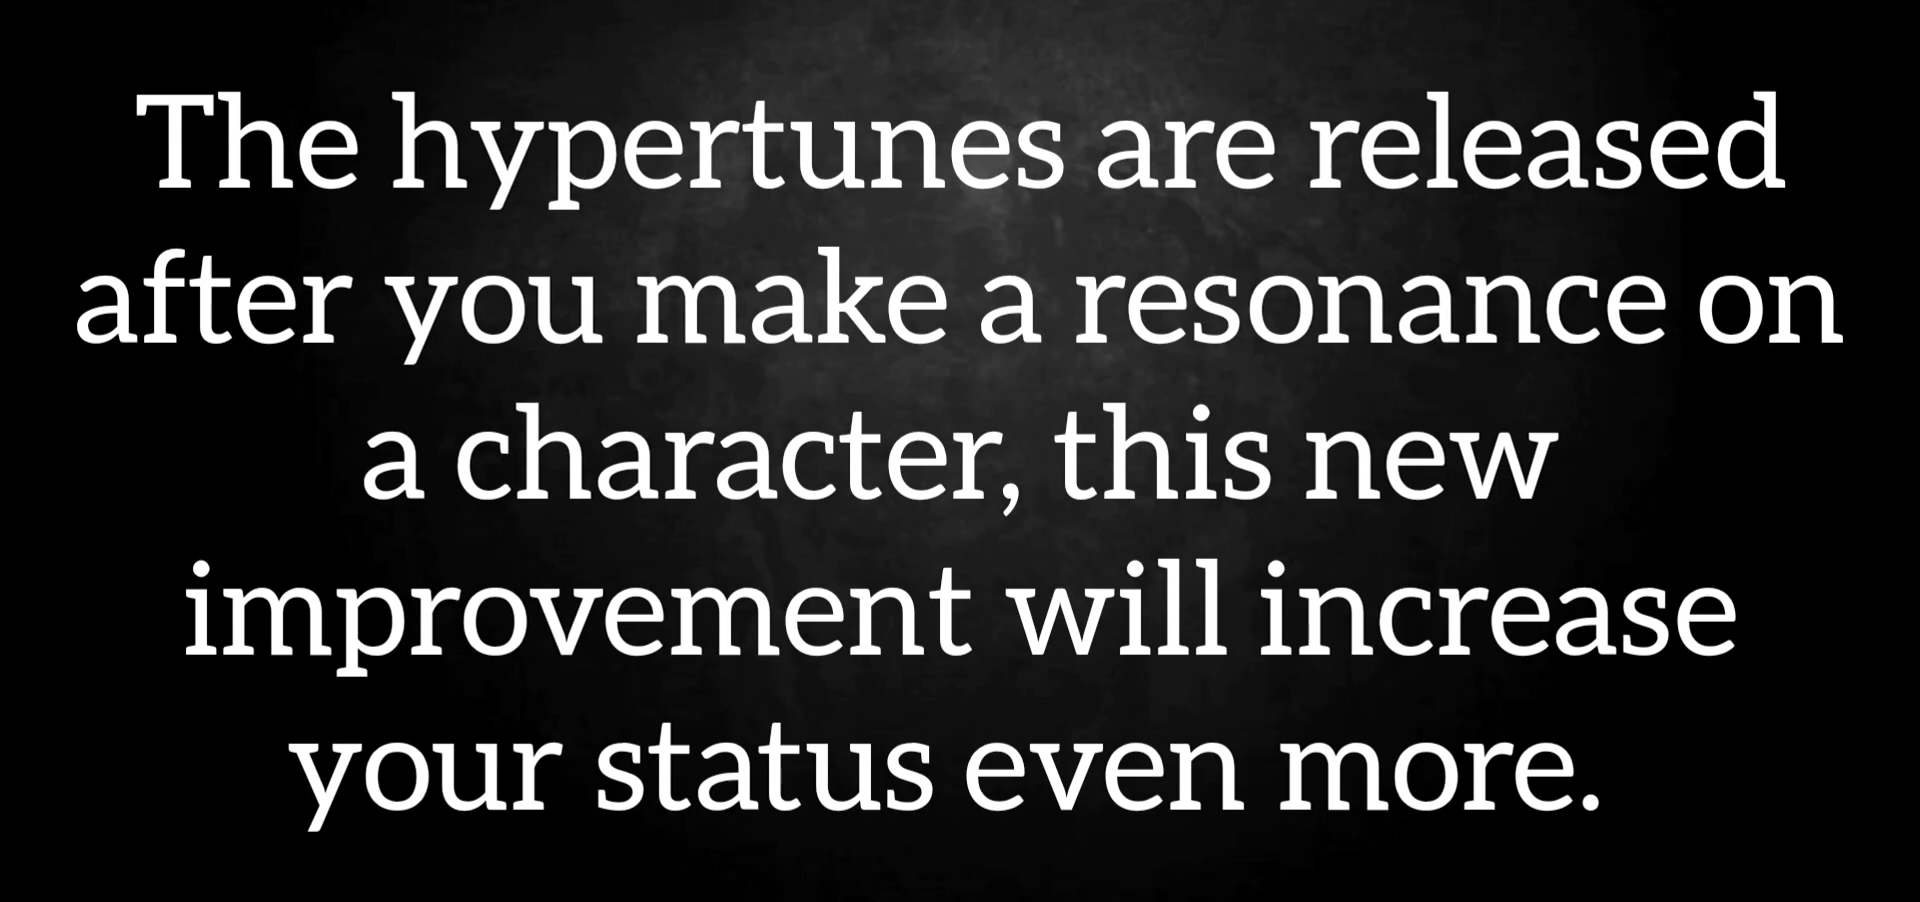 The hypertunes are released
after you make a resonance on
a character, this new
improvement will increase
your status even more.